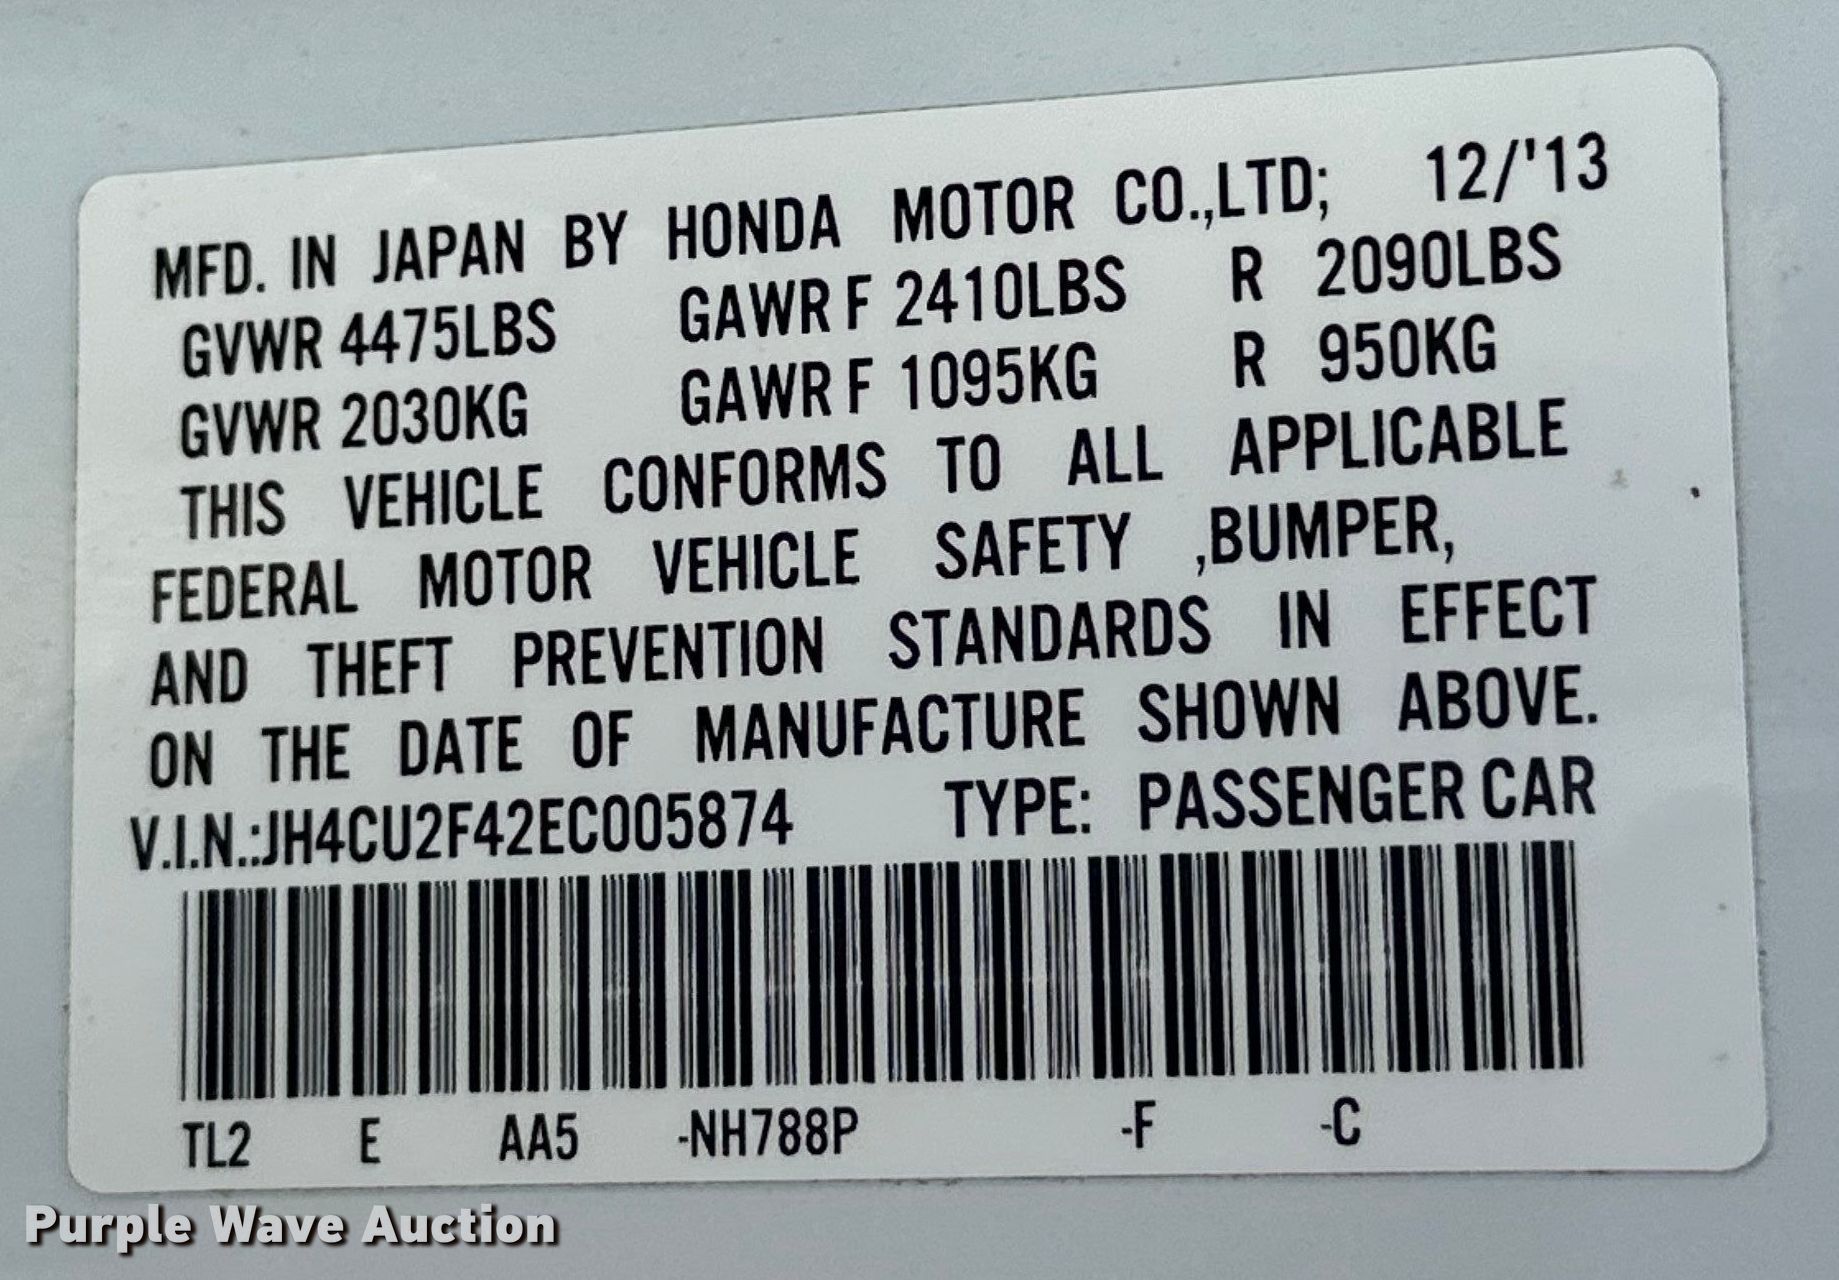 MFD. IN JAPAN BY HONDA MOTOR CO.,LTD; 12/'13
GVWR 4475LBS GAWR F 2410LBS R 2090LBS
GVWR 2030KG GAWR F 1095KG R 950KG
THIS VEHICLE CONFORMS TO ALL APPLICABLE
FEDERAL MOTOR VEHICLE SAFETY ,BUMPER,
AND THEFT PREVENTION STANDARDS IN EFFECT
ON THE DATE OF MANUFACTURE SHOWN ABOVE.
V.I.N.:JH4CU2F42EC005874 TYPE: PASSENGER CAR
TL2 E AA5 -NH788P -F -C
Purple Wave Auction